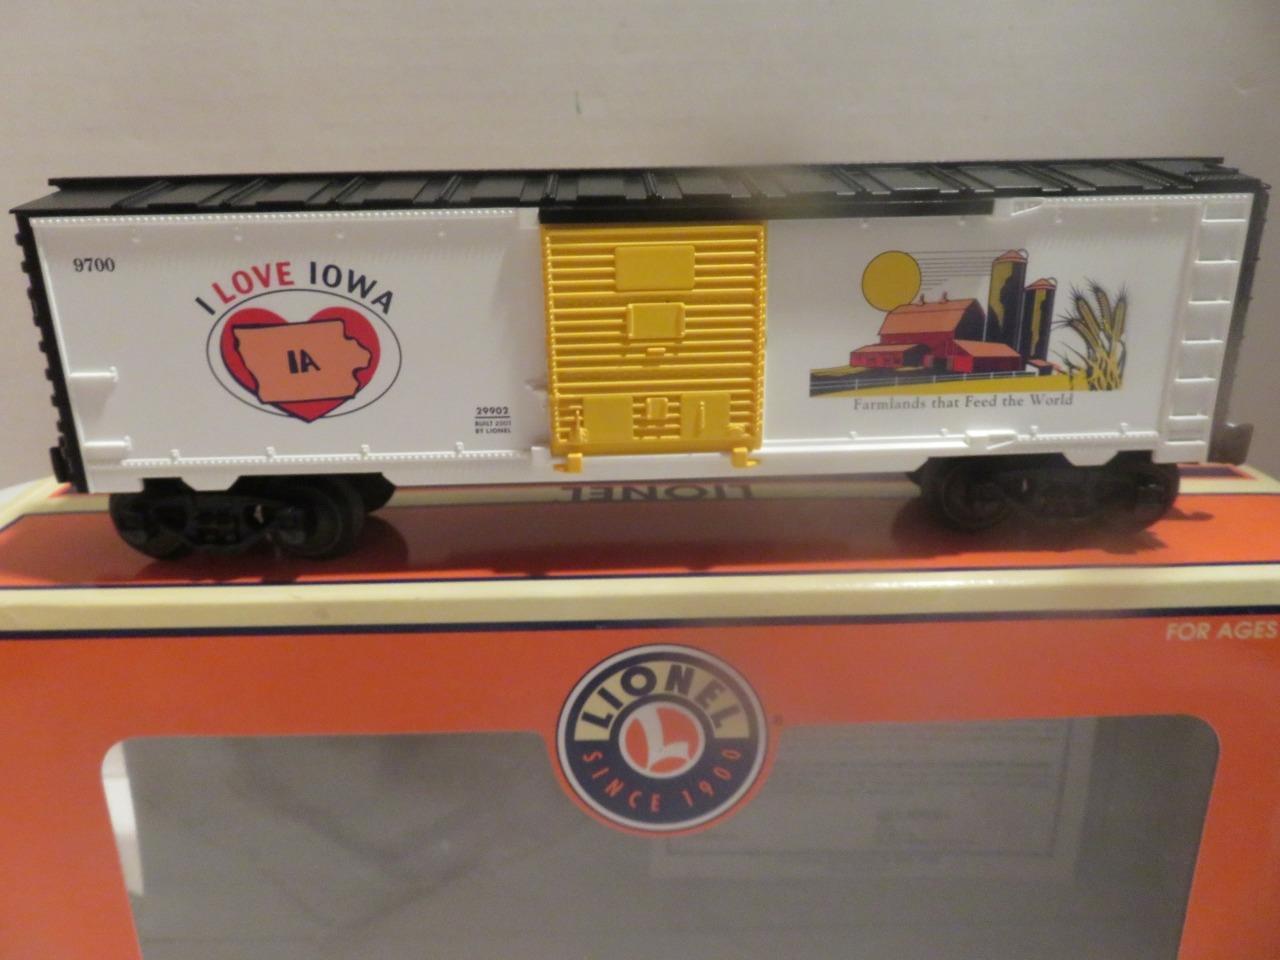 9700
I LOVE IOWA
IA
29902
BUILT 2001
BY LIONEL
Farmlands that Feed the World
LIONEL
FOR AGES
LIONEL
L
SINCE 1900